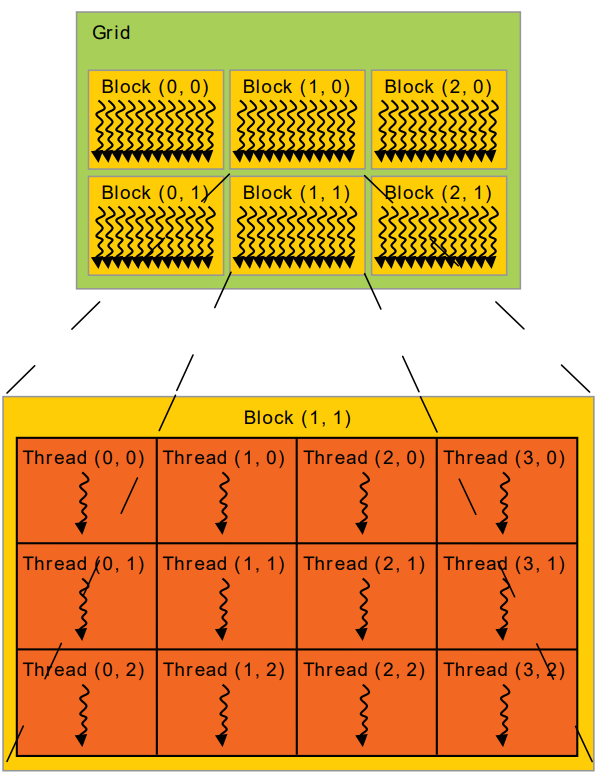 Grid
Block (0, 0) Block (1, 0) Block (2, 0)
Block (0, 1) Block (1, 1) Block (2, 1)
Block (1, 1)
Thread (0, 0) Thread (1, 0) Thread (2, 0) Thread (3, 0)
Thread (0, 1) Thread (1, 1) Thread (2, 1) Thread (3, 1)
Thread (0, 2) Thread (1, 2) Thread (2, 2) Thread (3, 2)